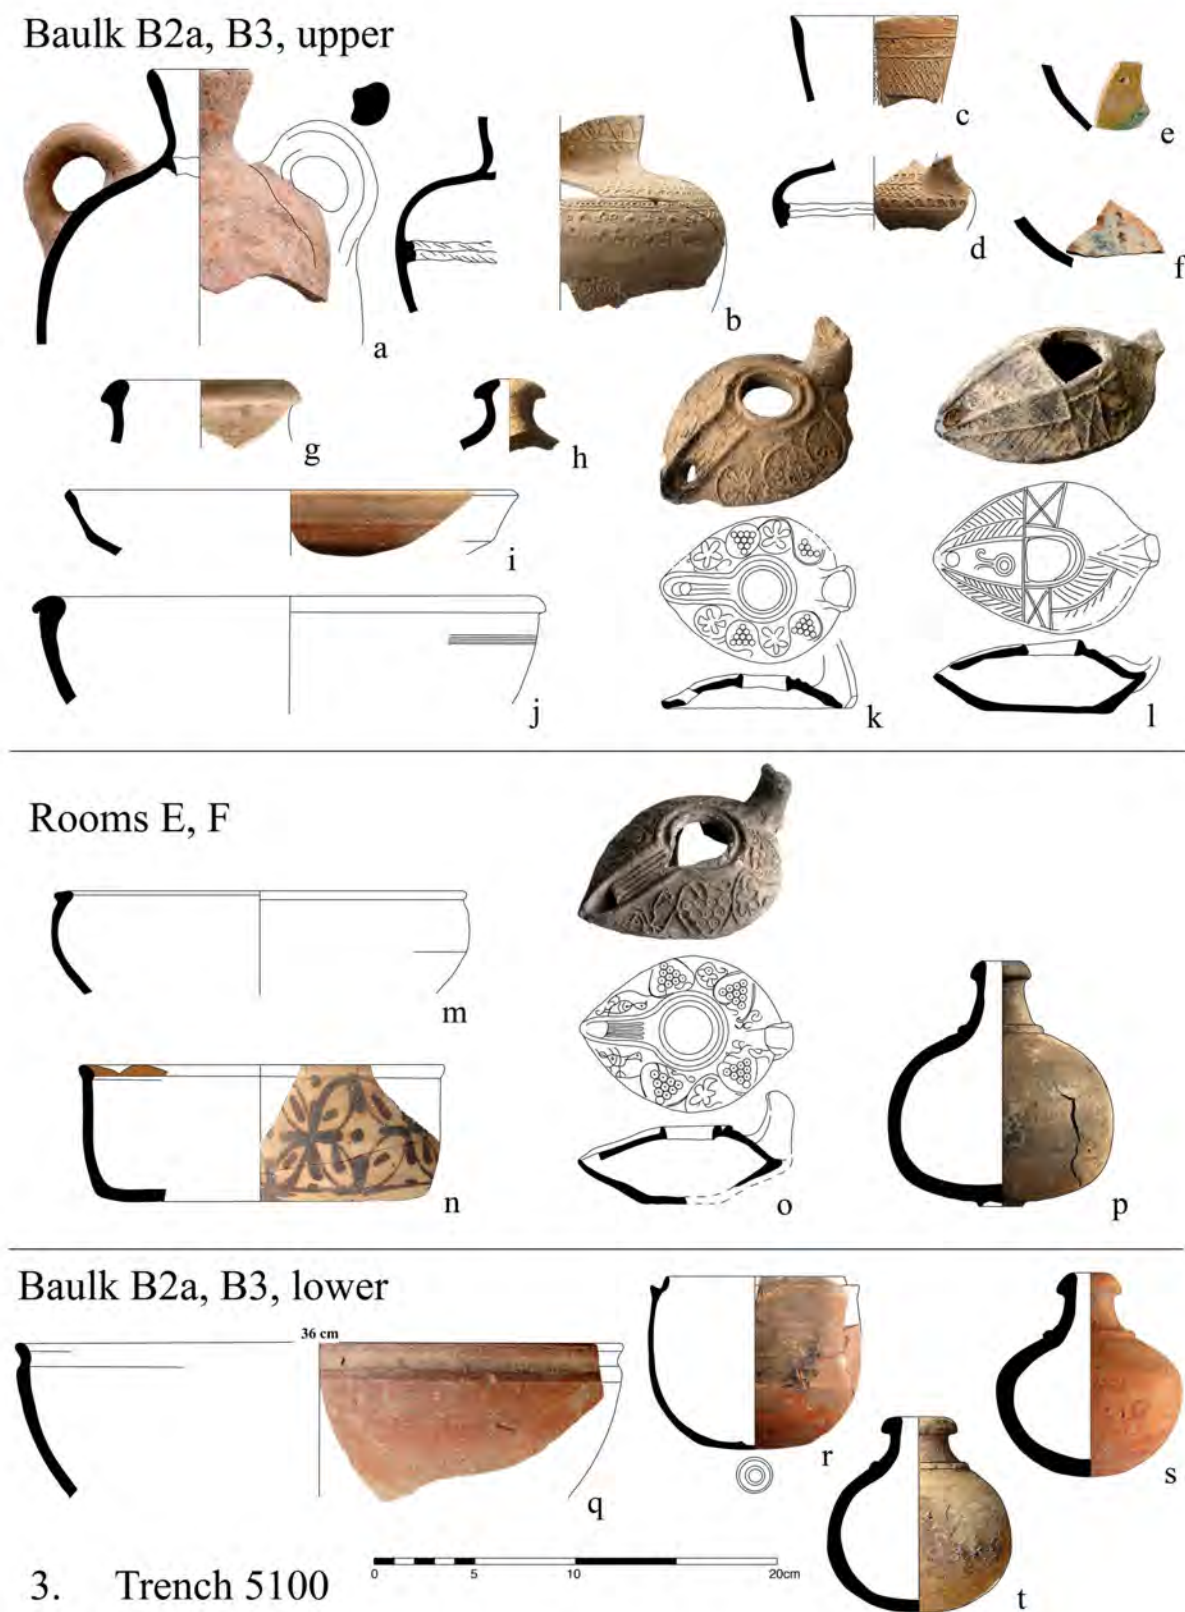 Baulk B2a, B3, upper
c
e
a
b
d
f
g
h
i
j
k
l
Rooms E, F
m
n
o
p
Baulk B2a, B3, lower
36 cm
q
r
s
t
0 5 10 20cm
3. Trench 5100